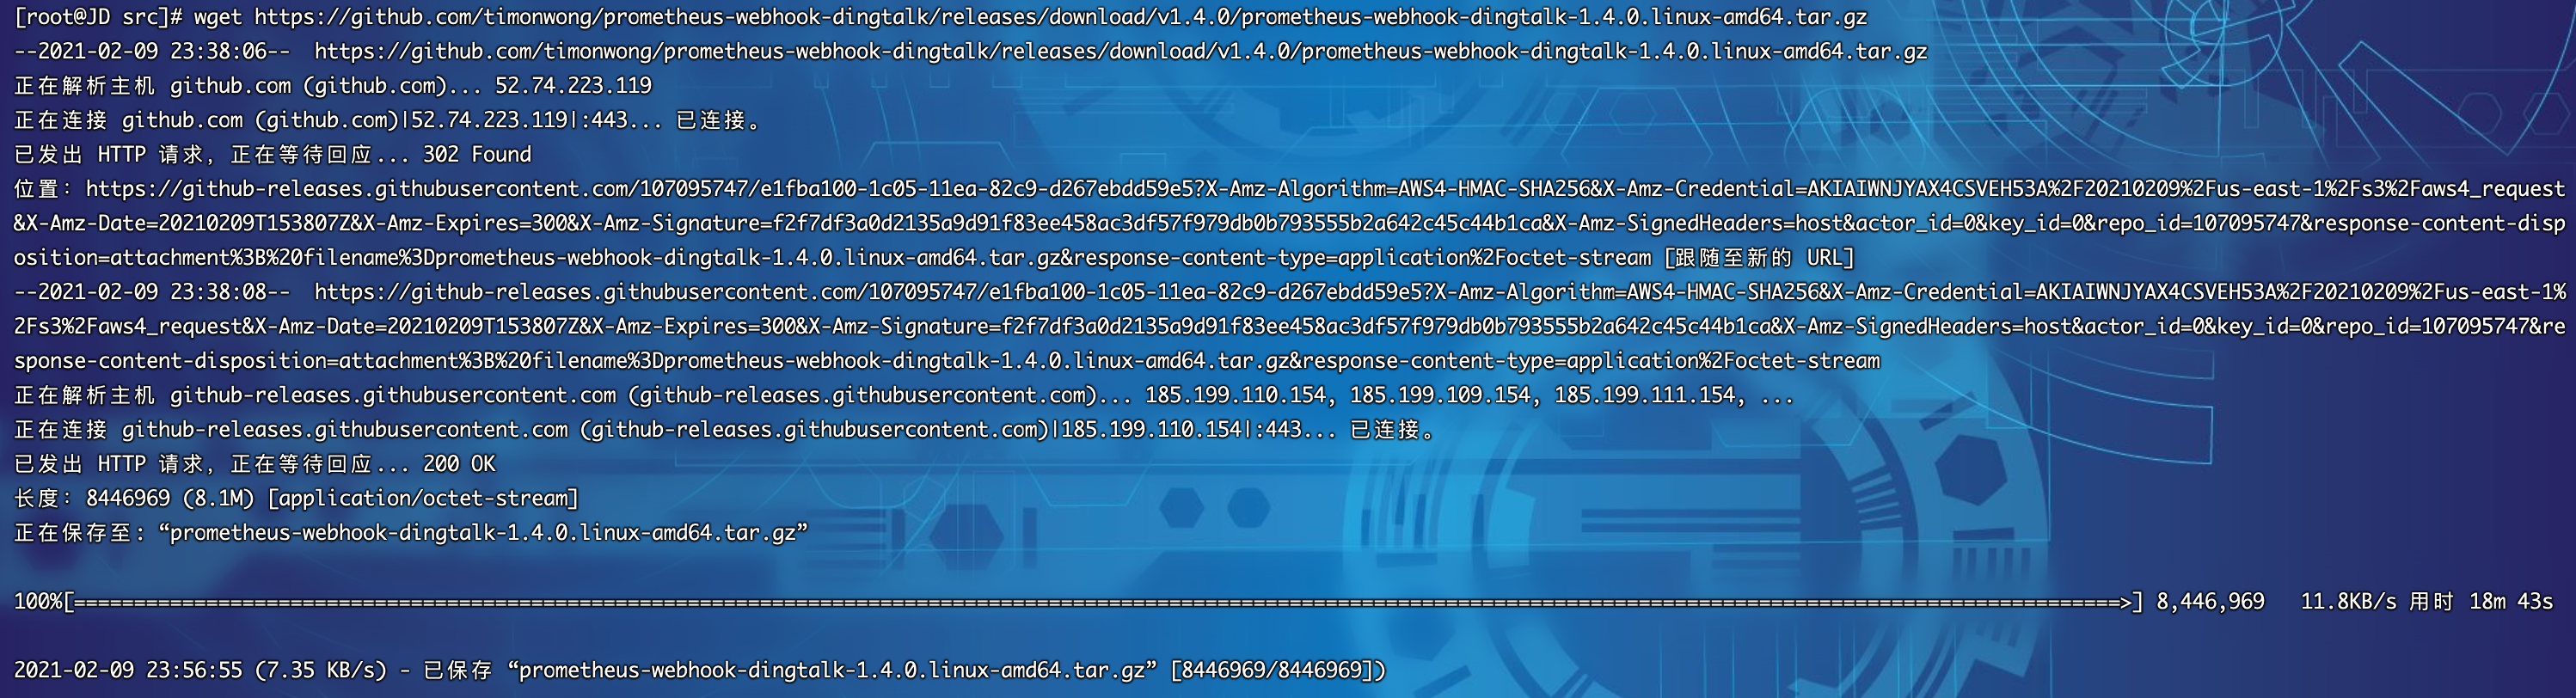 [root@JD src]# wget https://github.com/timonwong/prometheus-webhook-dingtalk/releases/download/v1.4.0/prometheus-webhook-dingtalk-1.4.0.linux-amd64.tar.gz
--2021-02-09 23:38:06--  https://github.com/timonwong/prometheus-webhook-dingtalk/releases/download/v1.4.0/prometheus-webhook-dingtalk-1.4.0.linux-amd64.tar.gz
正在解析主机 github.com (github.com)... 52.74.223.119
正在连接 github.com (github.com)|52.74.223.119|:443... 已连接。
已发出 HTTP 请求，正在等待回应... 302 Found
位置：https://github-releases.githubusercontent.com/107095747/e1fba100-1c05-11ea-82c9-d267ebdd59e5?X-Amz-Algorithm=AWS4-HMAC-SHA256&X-Amz-Credential=AKIAIWNJYAX4CSVEH53A%2F20210209%2Fus-east-1%2Fs3%2Faws4_request
&X-Amz-Date=20210209T153807Z&X-Amz-Expires=300&X-Amz-Signature=f2f7df3a0d2135a9d91f83ee458ac3df57f979db0b793555b2a642c45c44b1ca&X-Amz-SignedHeaders=host&actor_id=0&key_id=0&repo_id=107095747&response-content-disp
osition=attachment%3B%20filename%3Dprometheus-webhook-dingtalk-1.4.0.linux-amd64.tar.gz&response-content-type=application%2Foctet-stream [跟随至新的 URL]
--2021-02-09 23:38:08--  https://github-releases.githubusercontent.com/107095747/e1fba100-1c05-11ea-82c9-d267ebdd59e5?X-Amz-Algorithm=AWS4-HMAC-SHA256&X-Amz-Credential=AKIAIWNJYAX4CSVEH53A%2F20210209%2Fus-east-1%
2Fs3%2Faws4_request&X-Amz-Date=20210209T153807Z&X-Amz-Expires=300&X-Amz-Signature=f2f7df3a0d2135a9d91f83ee458ac3df57f979db0b793555b2a642c45c44b1ca&X-Amz-SignedHeaders=host&actor_id=0&key_id=0&repo_id=107095747&re
sponse-content-disposition=attachment%3B%20filename%3Dprometheus-webhook-dingtalk-1.4.0.linux-amd64.tar.gz&response-content-type=application%2Foctet-stream
正在解析主机 github-releases.githubusercontent.com (github-releases.githubusercontent.com)... 185.199.110.154, 185.199.109.154, 185.199.111.154, ...
正在连接 github-releases.githubusercontent.com (github-releases.githubusercontent.com)|185.199.110.154|:443... 已连接。
已发出 HTTP 请求，正在等待回应... 200 OK
长度：8446969 (8.1M) [application/octet-stream]
正在保存至: “prometheus-webhook-dingtalk-1.4.0.linux-amd64.tar.gz”
100%[==========================================================================================================================================================================>] 8,446,969   11.8KB/s 用时 18m 43s
2021-02-09 23:56:55 (7.35 KB/s) - 已保存 “prometheus-webhook-dingtalk-1.4.0.linux-amd64.tar.gz” [8446969/8446969])